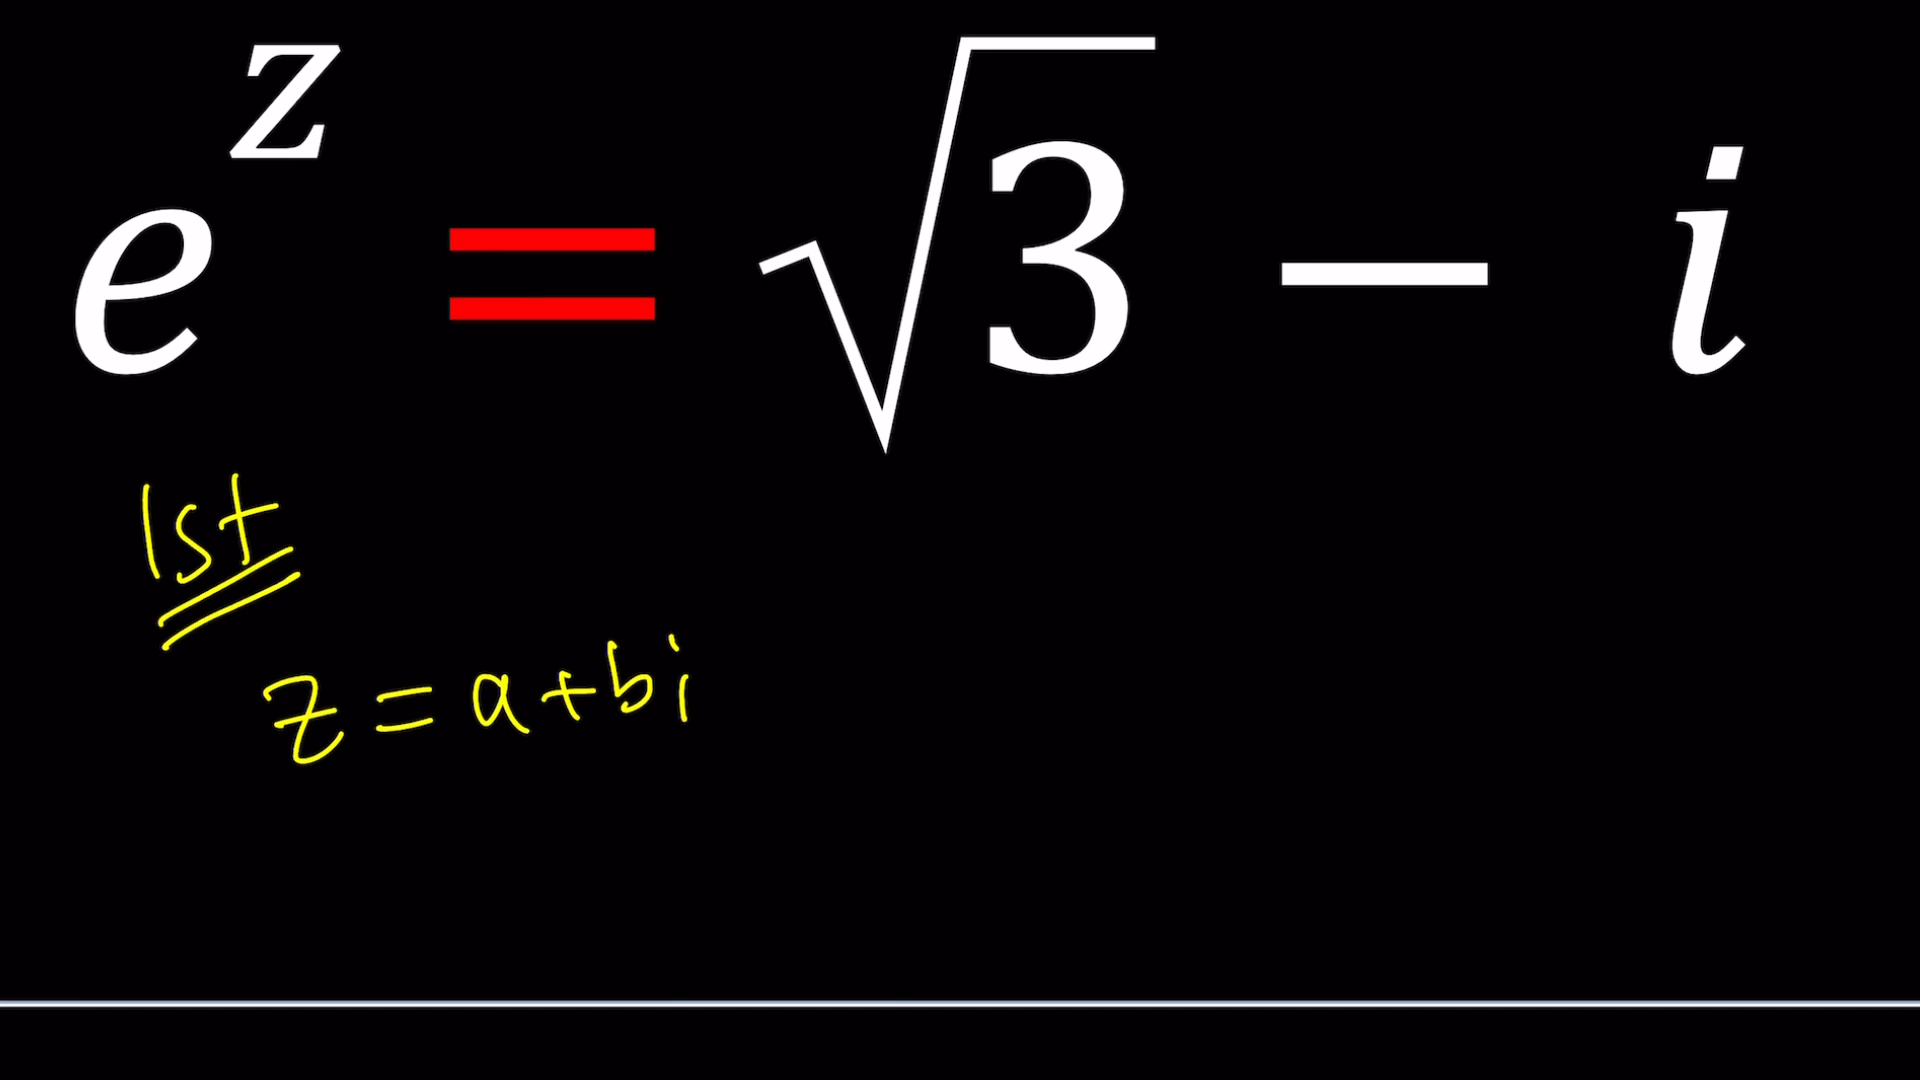 e^z = √3 − i
1st
z = a + bi